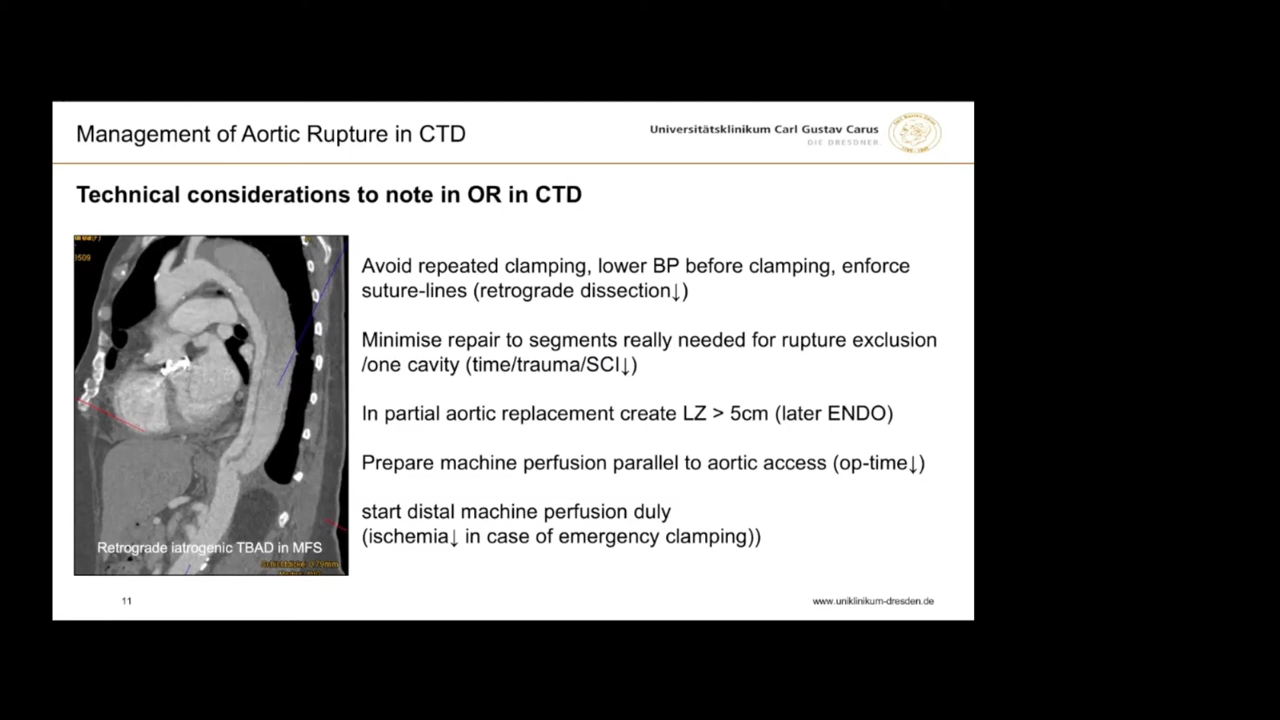 Management of Aortic Rupture in CTD
Universitätsklinikum Carl Gustav Carus
DIE DRESDNER.
Technical considerations to note in OR in CTD
Avoid repeated clamping, lower BP before clamping, enforce
suture-lines (retrograde dissection↓)
Minimise repair to segments really needed for rupture exclusion
/one cavity (time/trauma/SCI↓)
In partial aortic replacement create LZ > 5cm (later ENDO)
Prepare machine perfusion parallel to aortic access (op-time↓)
start distal machine perfusion duly
(ischemia↓ in case of emergency clamping))
Retrograde iatrogenic TBAD in MFS
11
www.uniklinikum-dresden.de